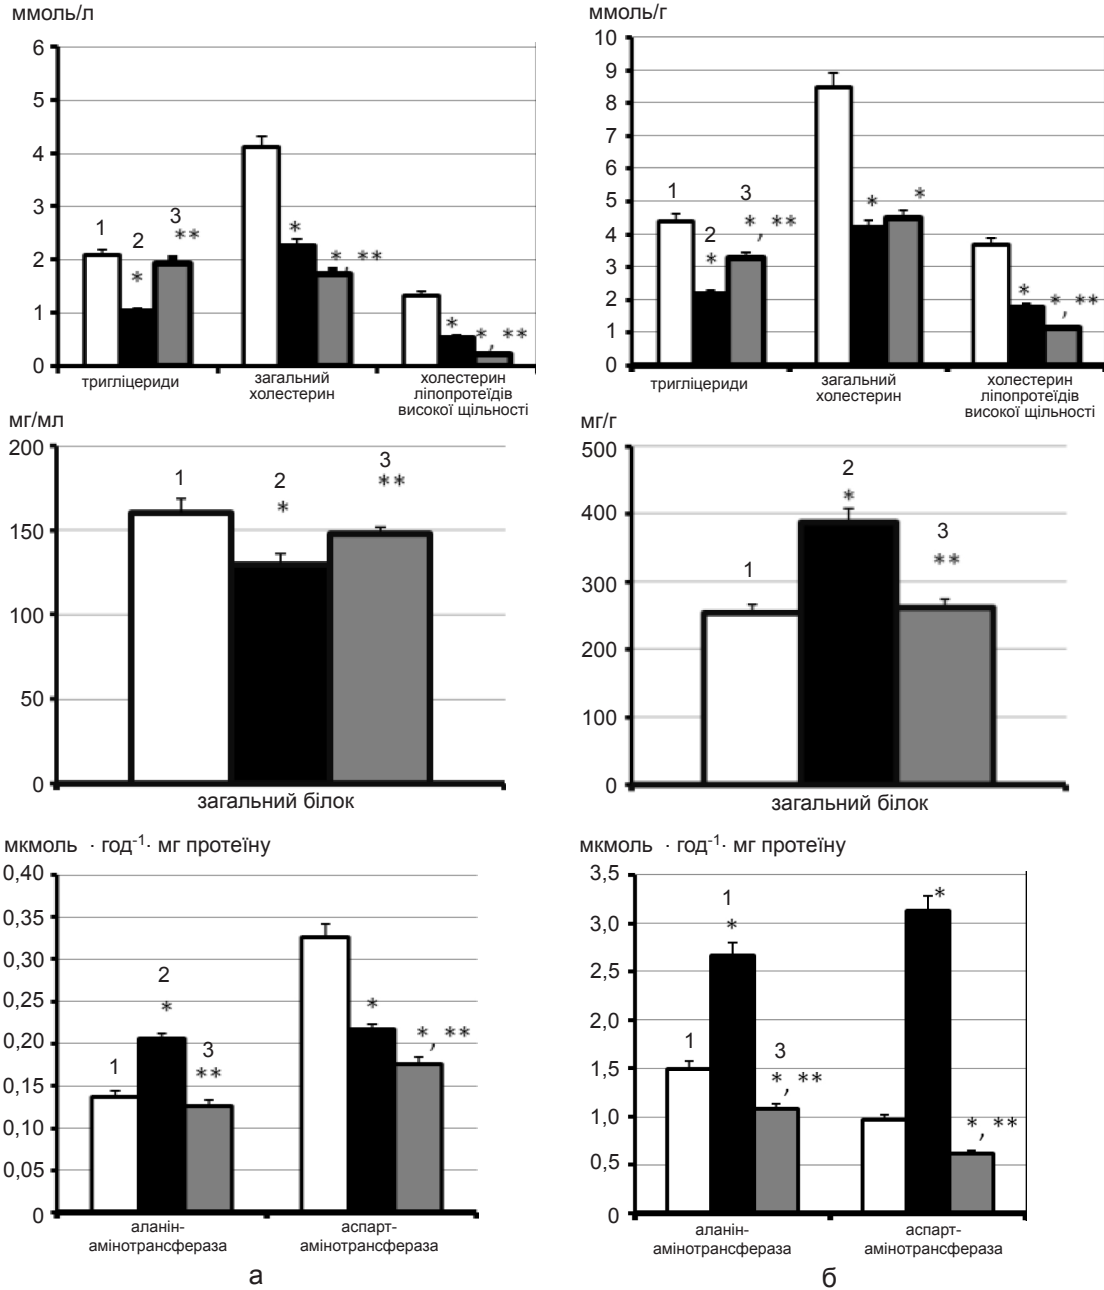 ммоль/л
6
5
4
3
2
1
0
1
2
*
3
**
*
*, **
*
*, **
тригліцериди
загальний
холестерин
холестерин
ліпопротеїдів
високої щільності
ммоль/г
10
9
8
7
6
5
4
3
2
1
0
1
2
*
3
*, **
*
*
*
*, **
тригліцериди
загальний
холестерин
холестерин
ліпопротеїдів
високої щільності
мг/мл
200
150
100
50
0
1
2
*
3
**
загальний білок
мг/г
500
400
300
200
100
0
1
2
*
3
**
загальний білок
мкмоль · год-1· мг протеїну
0,40
0,35
0,30
0,25
0,20
0,15
0,10
0,05
0
1
2
*
3
**
*
*, **
аланін-
амінотрансфераза
аспарт-
амінотрансфераза
а
мкмоль · год-1· мг протеїну
3,5
3,0
2,5
2,0
1,5
1,0
0,5
0
1
1
*
3
*, **
*
*, **
аланін-
амінотрансфераза
аспарт-
амінотрансфераза
б